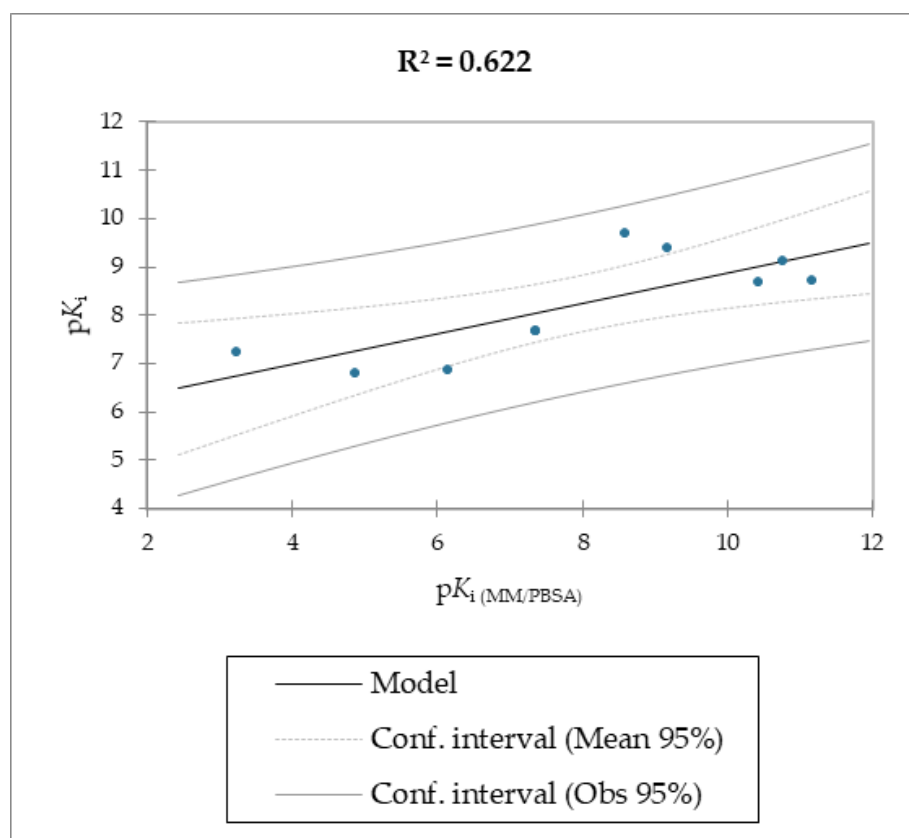 R² = 0.622
12
11
10
9
8
7
6
5
4
pKi
2 4 6 8 10 12
pKi (MM/PBSA)
Model
Conf. interval (Mean 95%)
Conf. interval (Obs 95%)